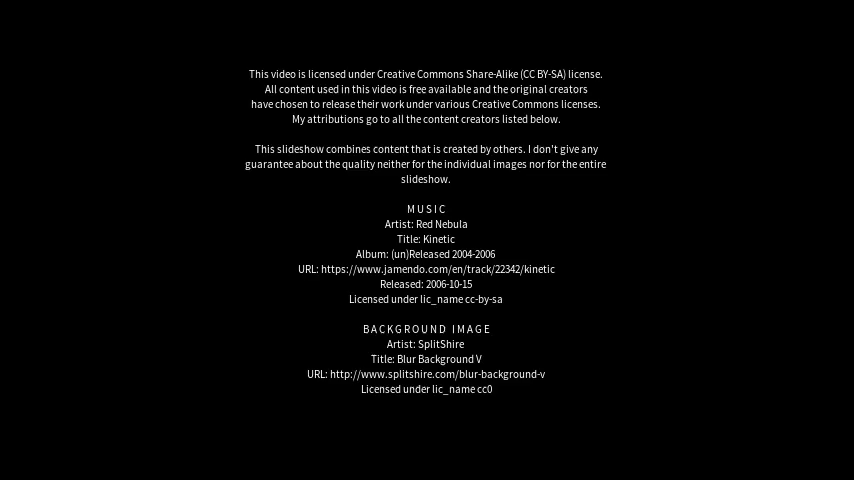 This video is licensed under Creative Commons Share-Alike (CC BY-SA) license.
All content used in this video is free available and the original creators
have chosen to release their work under various Creative Commons licenses.
My attributions go to all the content creators listed below.
This slideshow combines content that is created by others. I don't give any
guarantee about the quality neither for the individual images nor for the entire
slideshow.
MUSIC
Artist: Red Nebula
Title: Kinetic
Album: (un)Released 2004-2006
URL: https://www.jamendo.com/en/track/22342/kinetic
Released: 2006-10-15
Licensed under lic_name cc-by-sa
BACKGROUND IMAGE
Artist: SplitShire
Title: Blur Background V
URL: http://www.splitshire.com/blur-background-v
Licensed under lic_name cc0